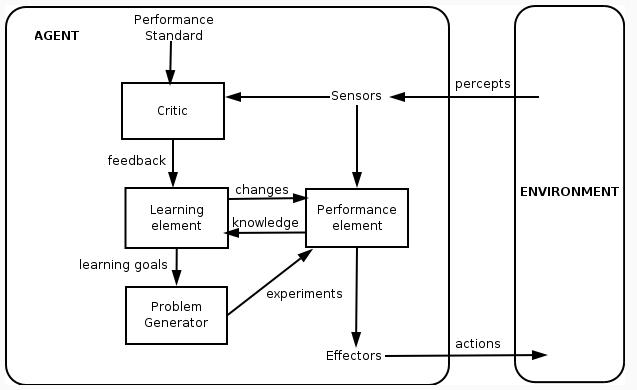 Performance
Standard
AGENT
percepts
Sensors
Critic
feedback
changes
ENVIRONMENT
Learning
element
Performance
element
knowledge
learning goals
experiments
Problem
Generator
actions
Effectors